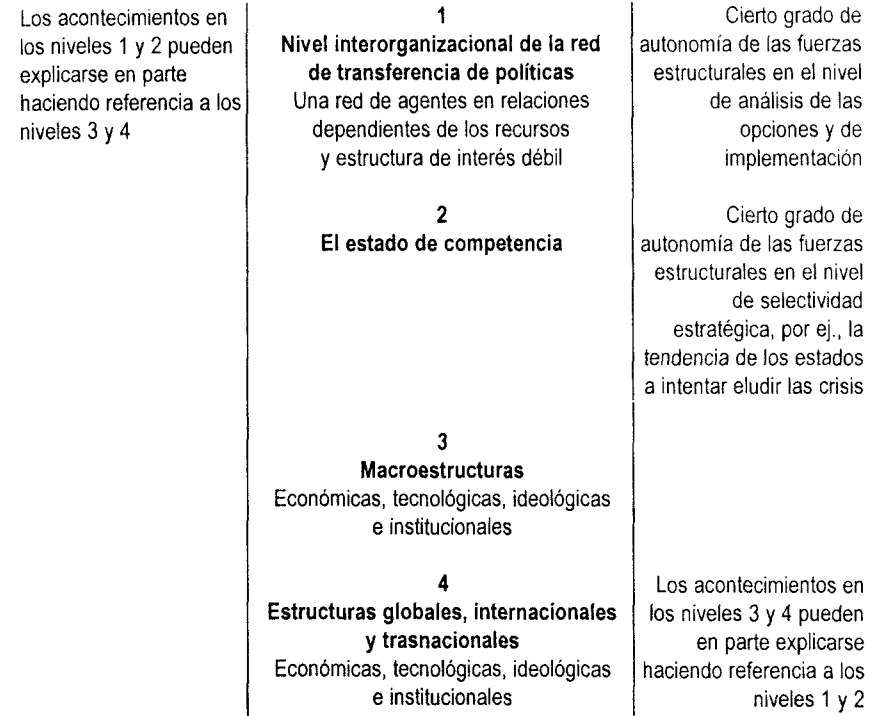 Los acontecimientos en
los niveles 1 y 2 pueden
explicarse en parte
haciendo referencia a los
niveles 3 y 4
1
Nivel interorganizacional de la red
de transferencia de políticas
Una red de agentes en relaciones
dependientes de los recursos
y estructura de interés débil
2
El estado de competencia
3
Macroestructuras
Económicas, tecnológicas, ideológicas
e institucionales
4
Estructuras globales, internacionales
y trasnacionales
Económicas, tecnológicas, ideológicas
e institucionales
Cierto grado de
autonomía de las fuerzas
estructurales en el nivel
de análisis de las
opciones y de
implementación
Cierto grado de
autonomía de las fuerzas
estructurales en el nivel
de selectividad
estratégica, por ej., la
tendencia de los estados
a intentar eludir las crisis
Los acontecimientos en
los niveles 3 y 4 pueden
en parte explicarse
haciendo referencia a los
niveles 1 y 2